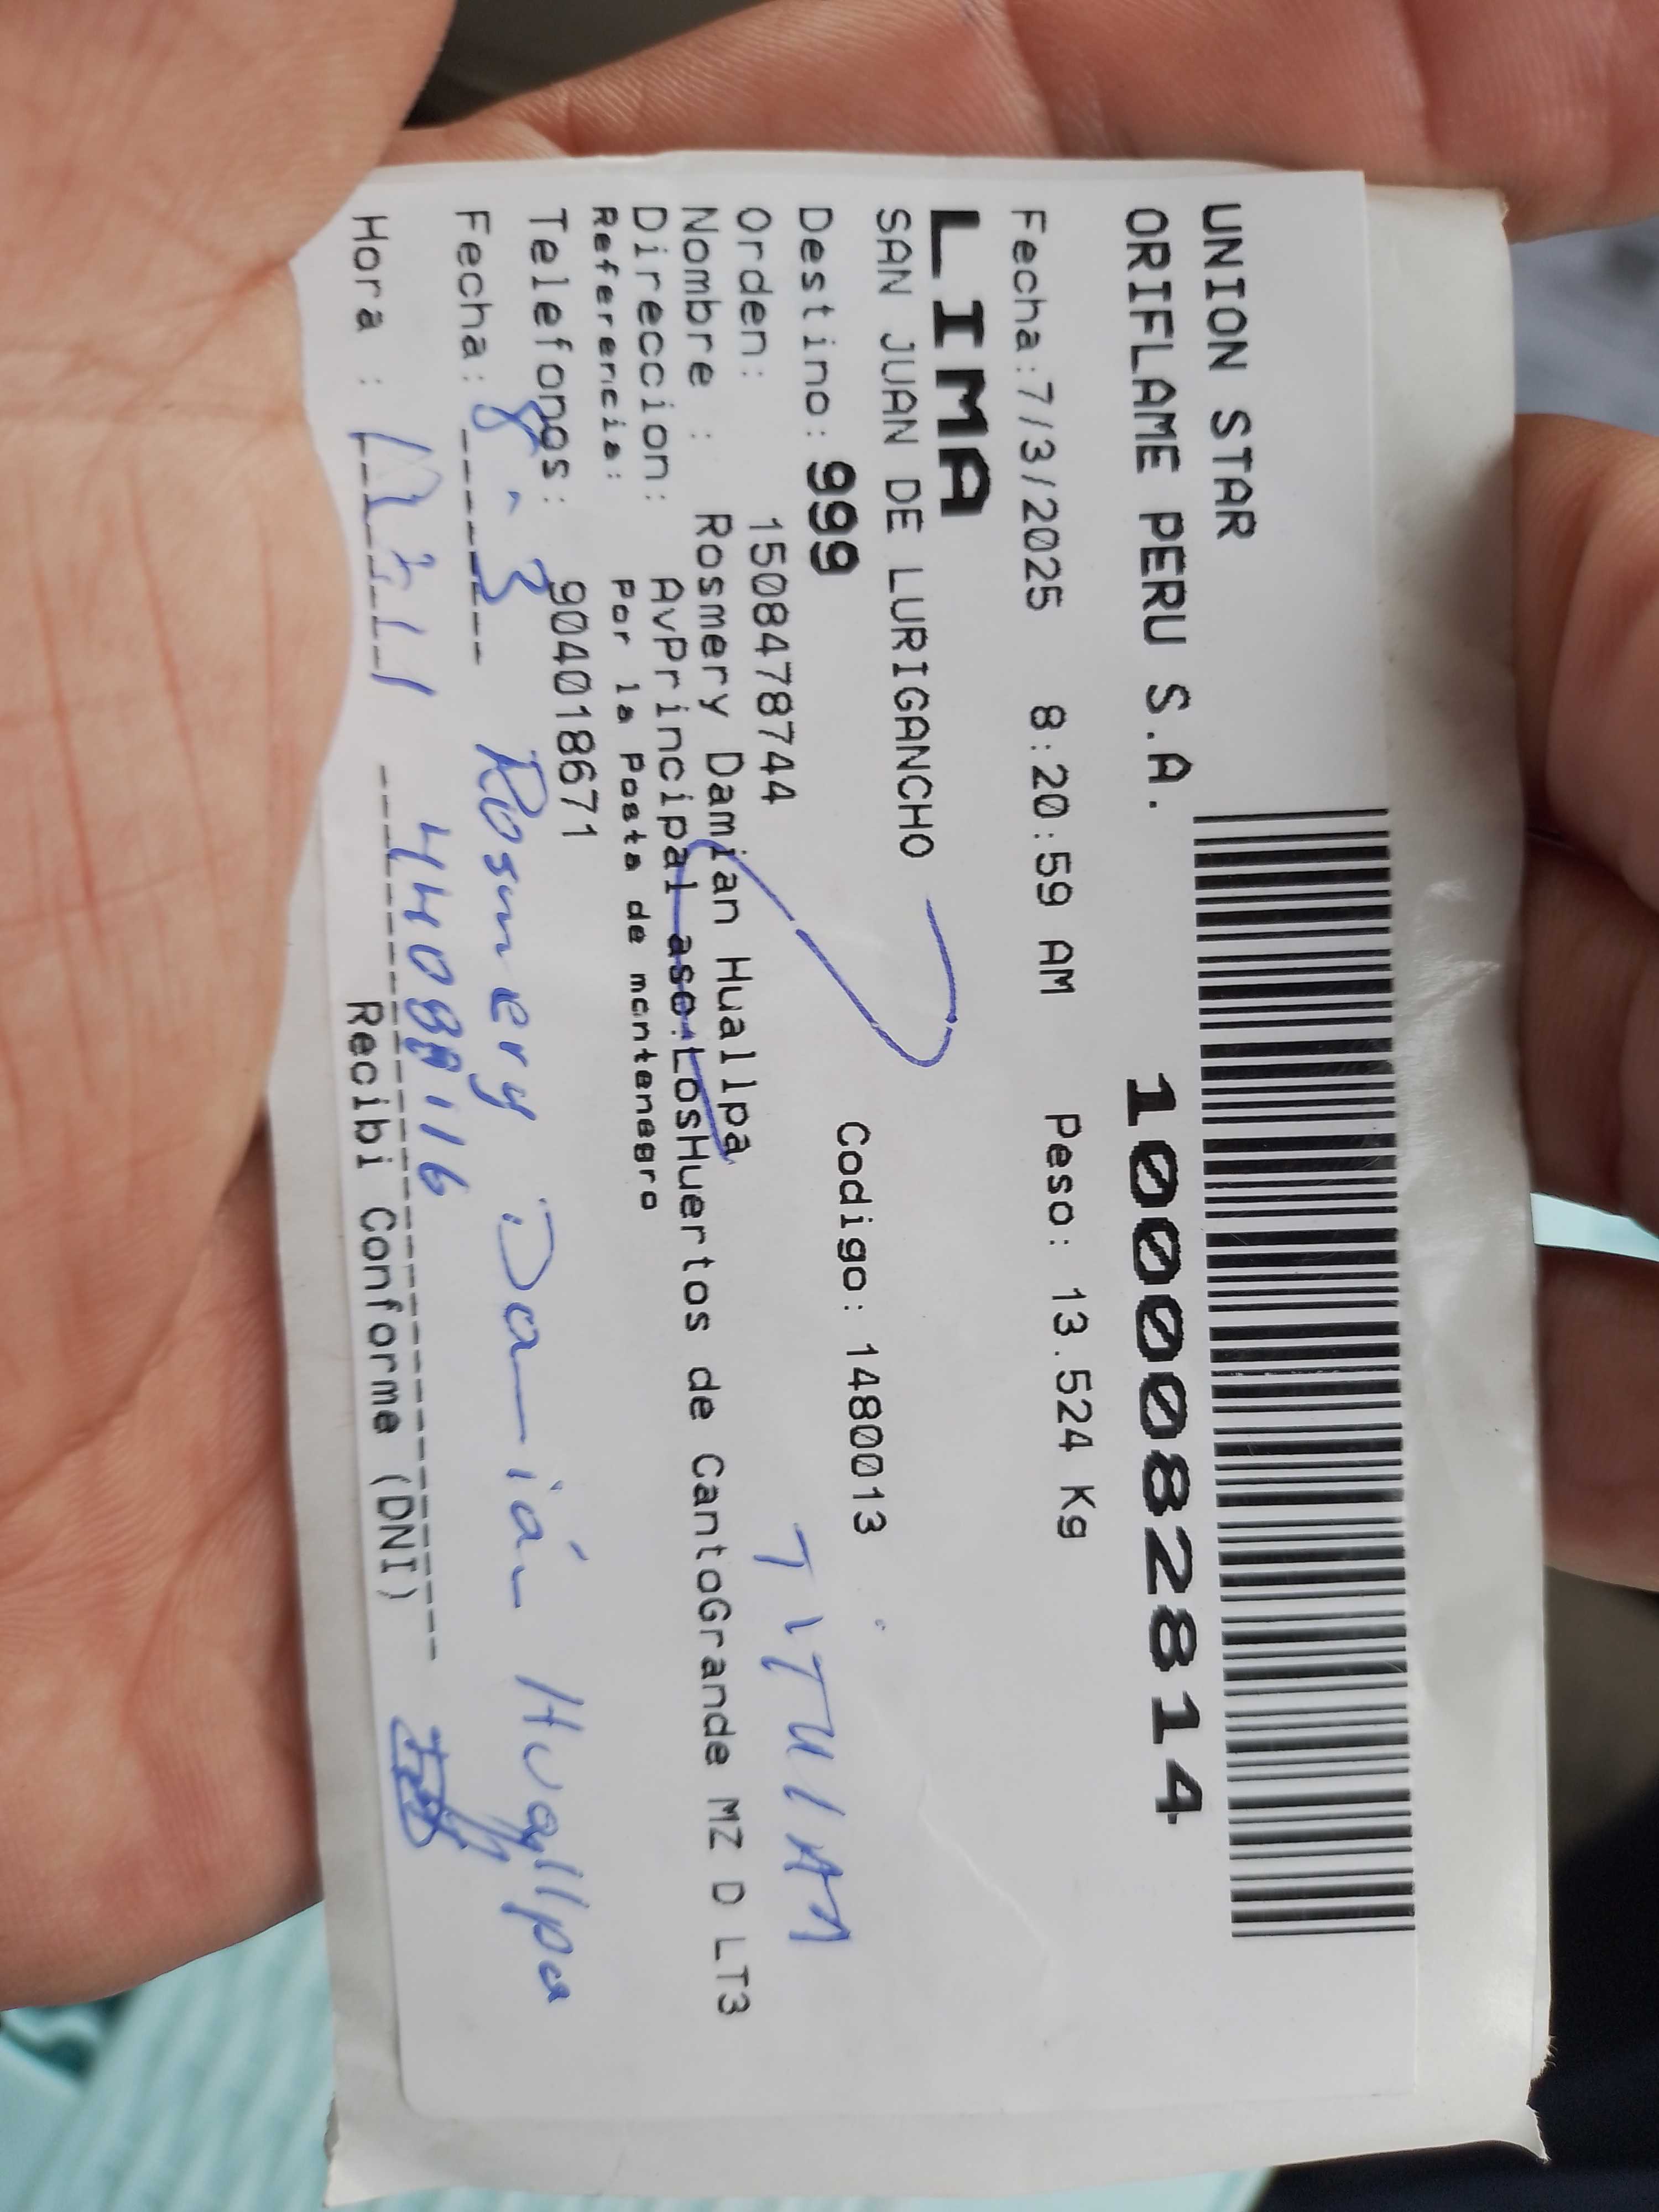 UNION STAR
ORIFLAME PERU S.A. 1000082814
Fecha:7/3/2025 8:20:59 AM Peso: 13.524 Kg
LIMA
SAN JUAN DE LURIGANCHO
Destino: 999 Codigo: 1480013
Orden: 1508478744 TITULAR
Nombre : Rosmery Damian Huallpa
Direccion: AvPrincipal aso.LosHuertos de CantoGrande MZ D LT3
Referencia: Por la Posta de montenegro
Telefonos: 904018671
Fecha: 8-3 Rosmery Damián Huallpa
Hora :
Recibi Conforme (DNI)